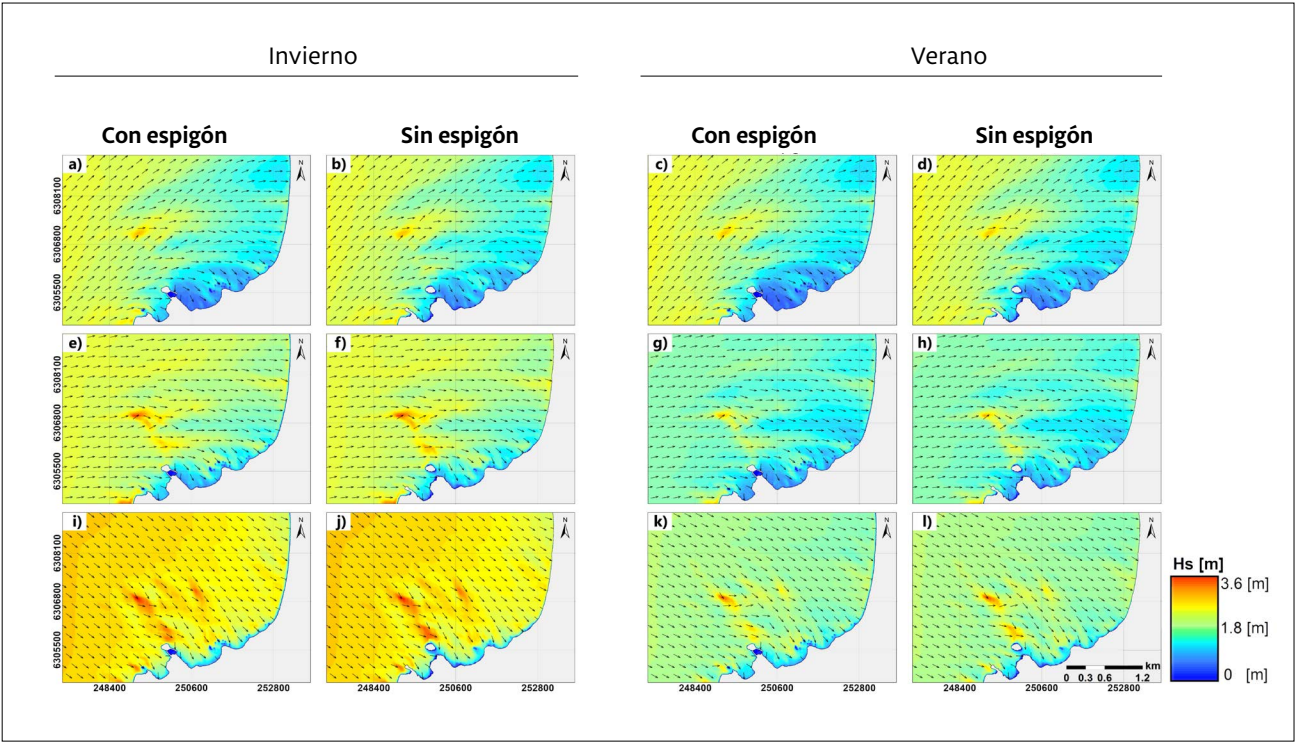 Invierno Verano
Con espigón Sin espigón Con espigón Sin espigón
a) N b) N c) N d) N
6308100
6306800
6305500
e) N f) N g) N h) N
6308100
6306800
6305500
i) N j) N k) N l) N
6308100
6306800
6305500
Hs [m]
3.6 [m]
1.8 [m]
0 [m]
km
0 0.3 0.6 1.2
248400 250600 252800 248400 250600 252800 248400 250600 252800 248400 250600 252800